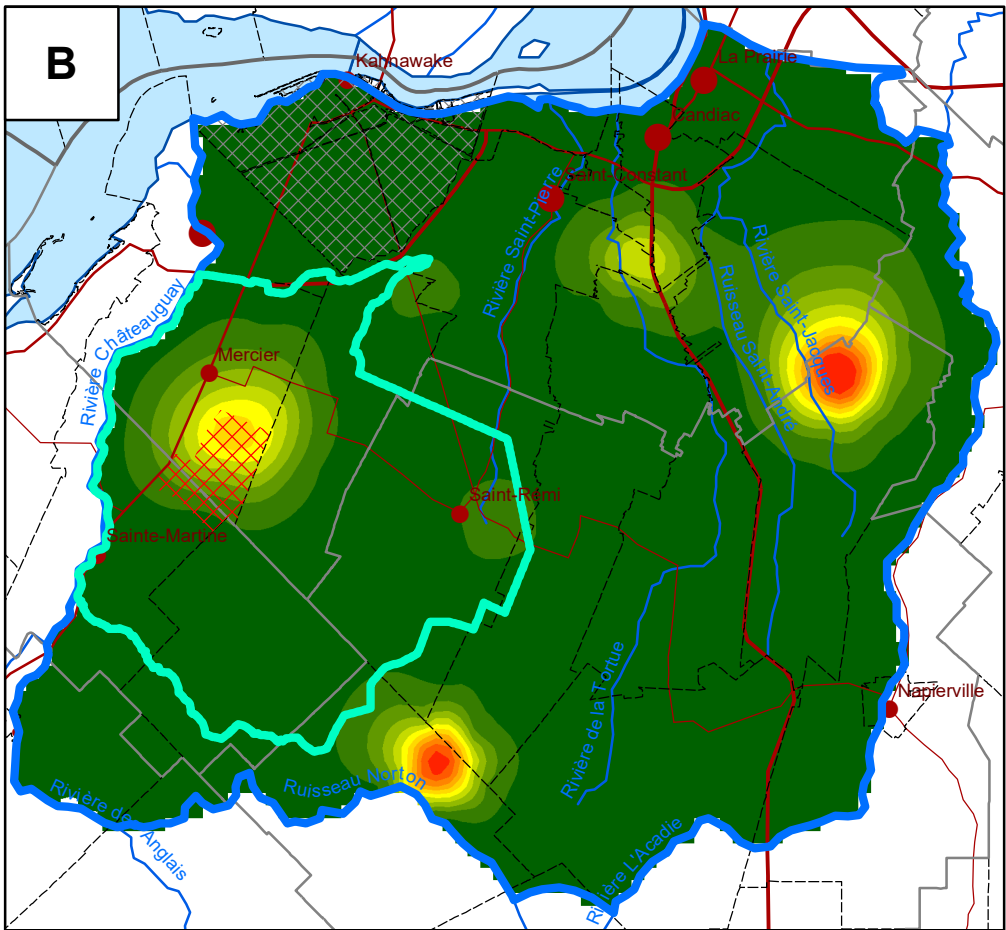 B
Kahnawake
La Prairie
Candiac
Saint-Constant
Rivière Saint-Pierre
Rivière Saint-Jacques
Ruisseau Saint-André
Rivière Châteauguay
Mercier
Saint-Rémi
Sainte-Martine
Rivière de la Tortue
Napierville
Ruisseau Norton
Rivière des Anglais
Rivière L'Acadie